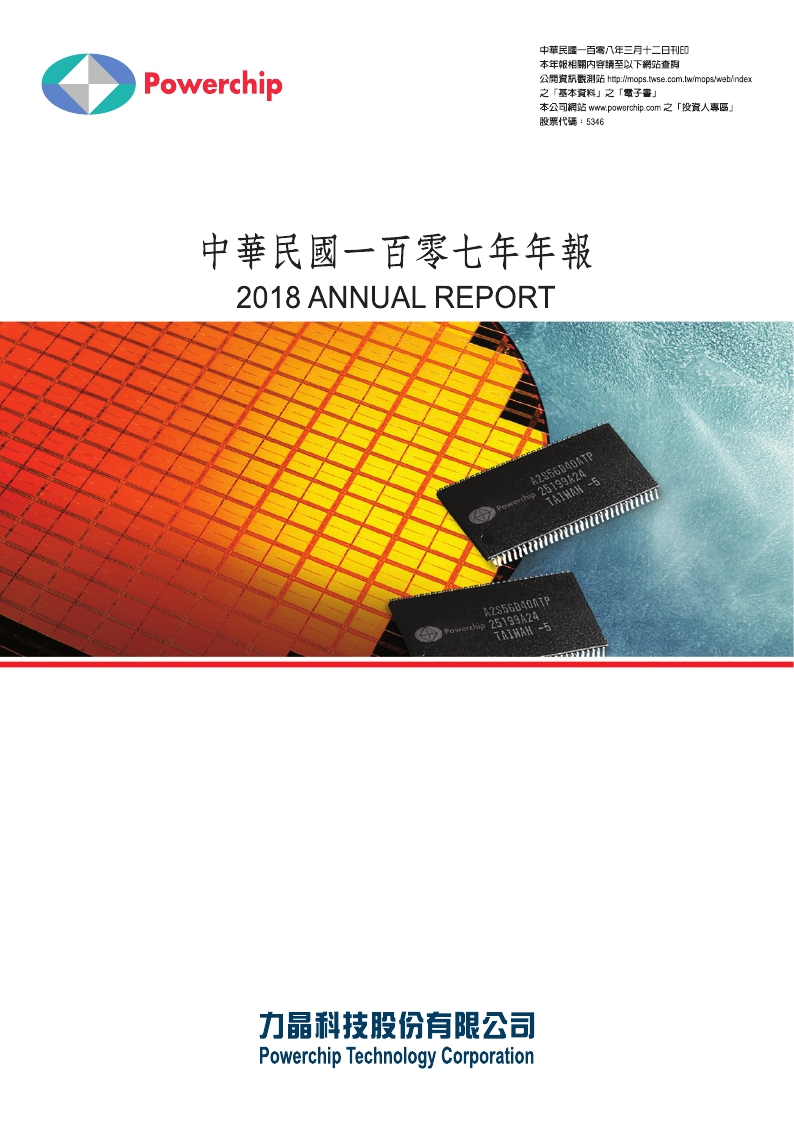 Powerchip
中華民國一百零八年三月十二日刊印
本年報相關內容請至以下網站查詢
公開資訊觀測站 http://mops.twse.com.tw/mops/web/index
之「基本資料」之「電子書」
本公司網站 www.powerchip.com 之「投資人專區」
股票代碼：5346
中華民國一百零七年年報
2018 ANNUAL REPORT
A2S56D40ATP
Powerchip 25199A24
TAIWAN -5
A2S56D40ATP
Powerchip 25199A24
TAIWAN -5
力晶科技股份有限公司
Powerchip Technology Corporation